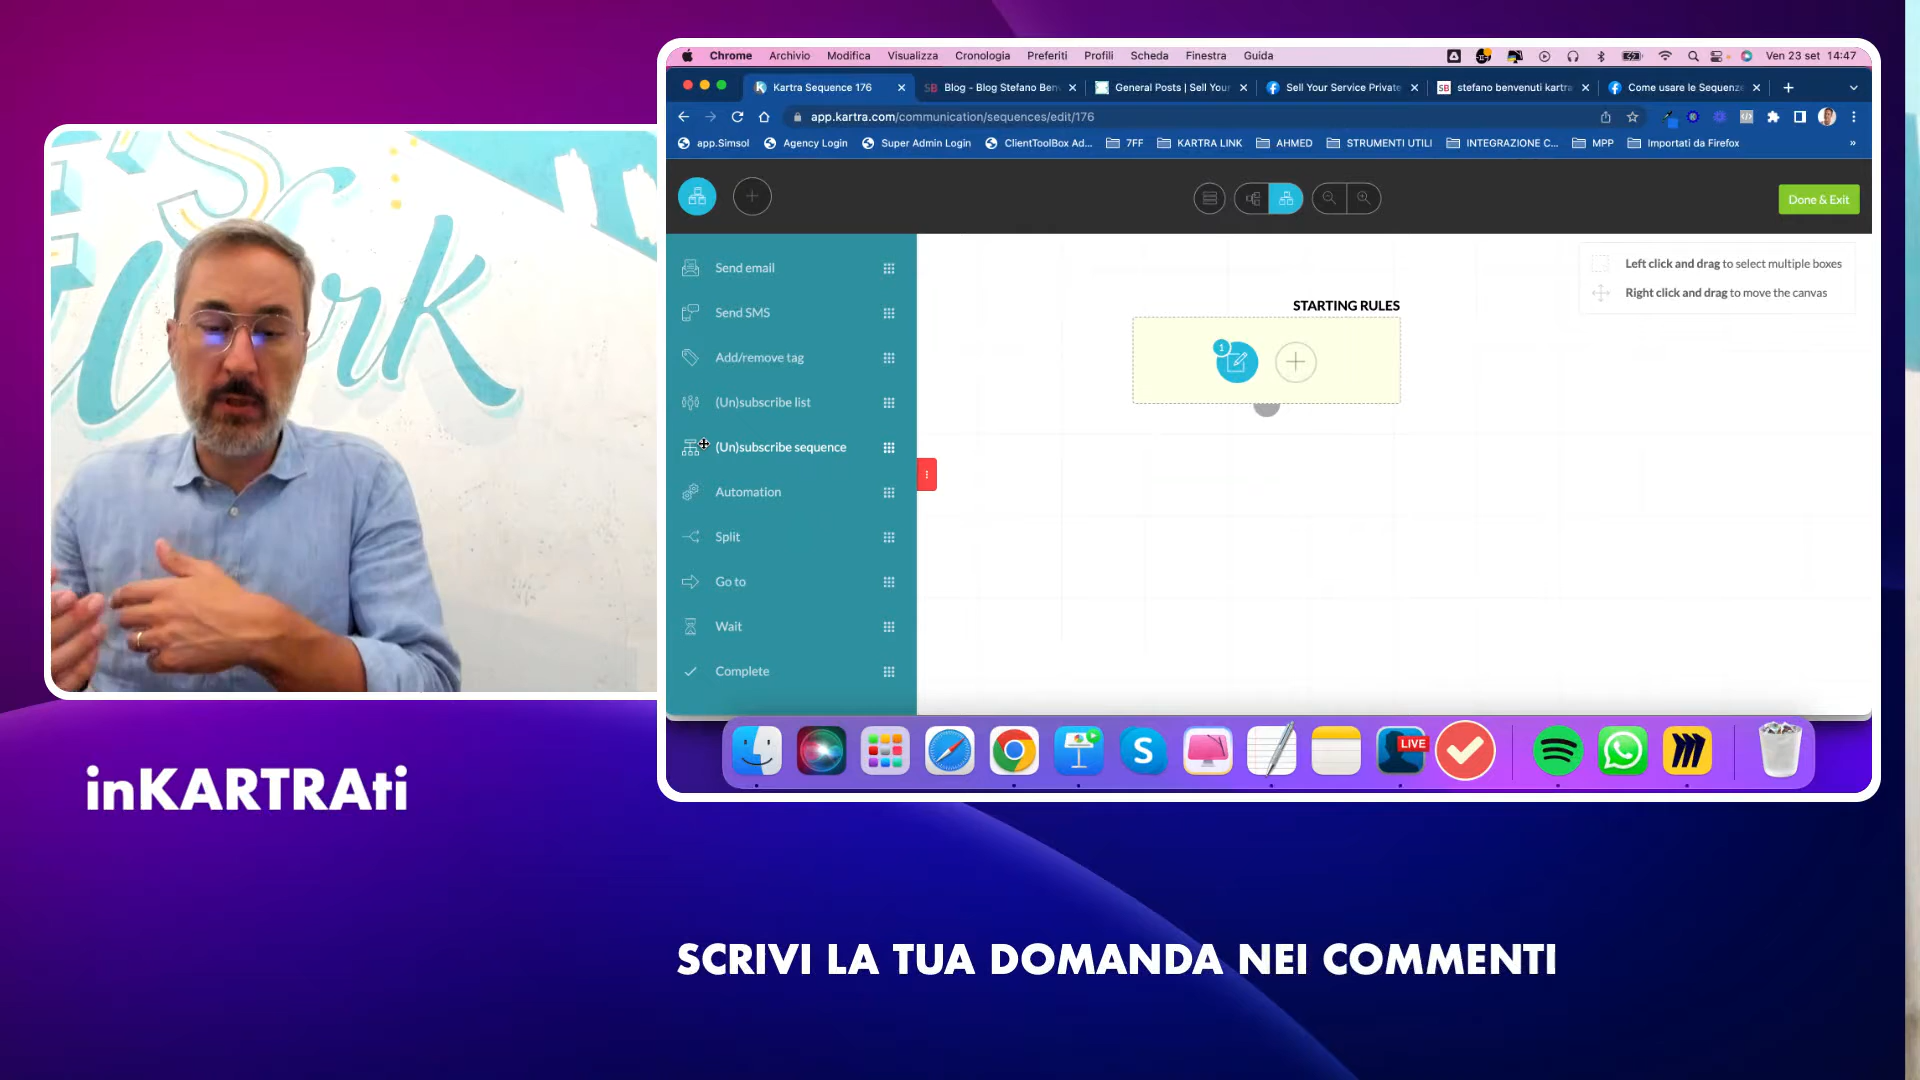 Chrome Archivio Modifica Visualizza Cronologia Preferiti Profili Scheda Finestra Guida Ven 23 set 14:47
Kartra Sequence 176
SB Blog - Blog Stefano Ben
General Posts | Sell Your
Sell Your Service Private
SB stefano benvenuti kartra
Come usare le Sequenz
app.kartra.com/communication/sequences/edit/176
app.Simsol Agency Login Super Admin Login ClientToolBox Ad... 7FF KARTRA LINK AHMED STRUMENTI UTILI INTEGRAZIONE C... MPP Importati da Firefox »
Done & Exit
Send email
Send SMS
Add/remove tag
(Un)subscribe list
(Un)subscribe sequence
Automation
Split
Go to
Wait
Complete
Left click and drag to select multiple boxes
Right click and drag to move the canvas
STARTING RULES
1
LIVE
work
inKARTRAti
SCRIVI LA TUA DOMANDA NEI COMMENTI